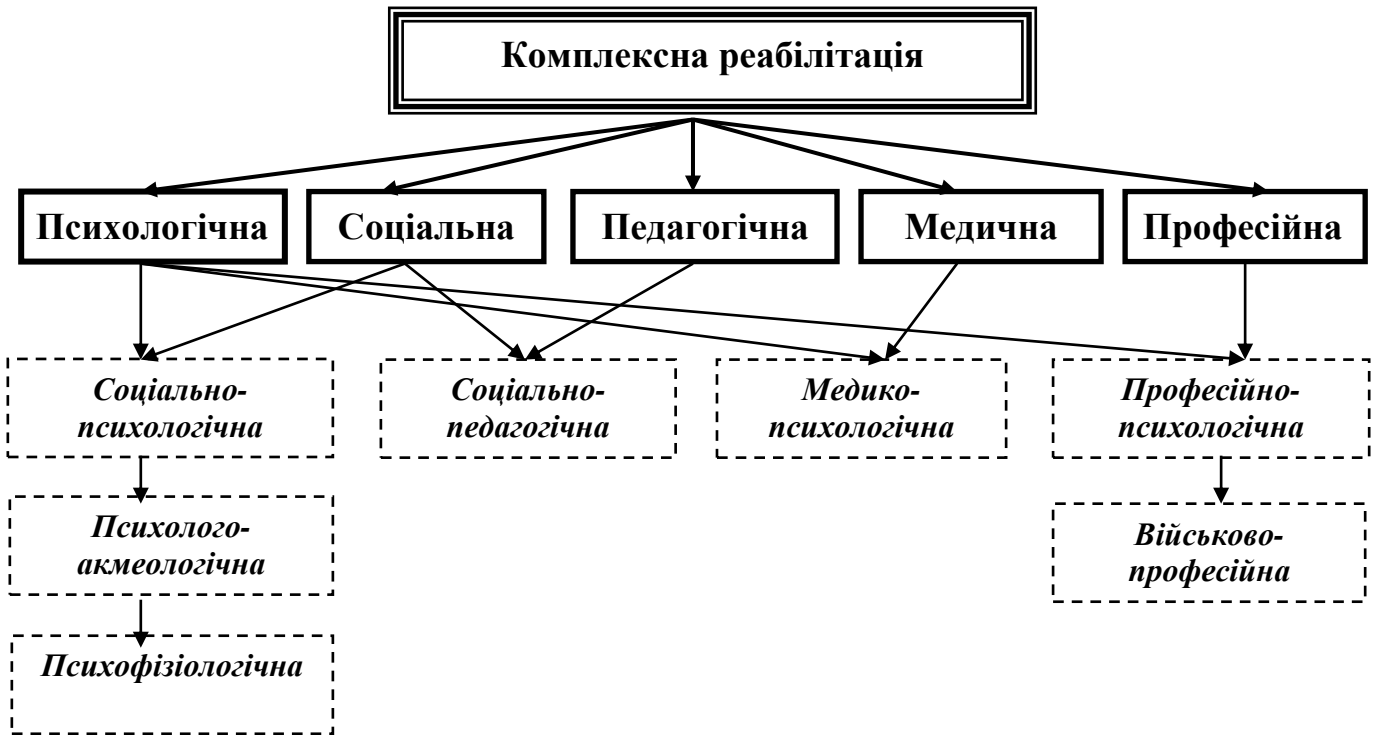 Комплексна реабілітація
Психологічна
Соціальна
Педагогічна
Медична
Професійна
Соціально-
психологічна
Соціально-
педагогічна
Медико-
психологічна
Професійно-
психологічна
Психолого-
акмеологічна
Військово-
професійна
Психофізіологічна